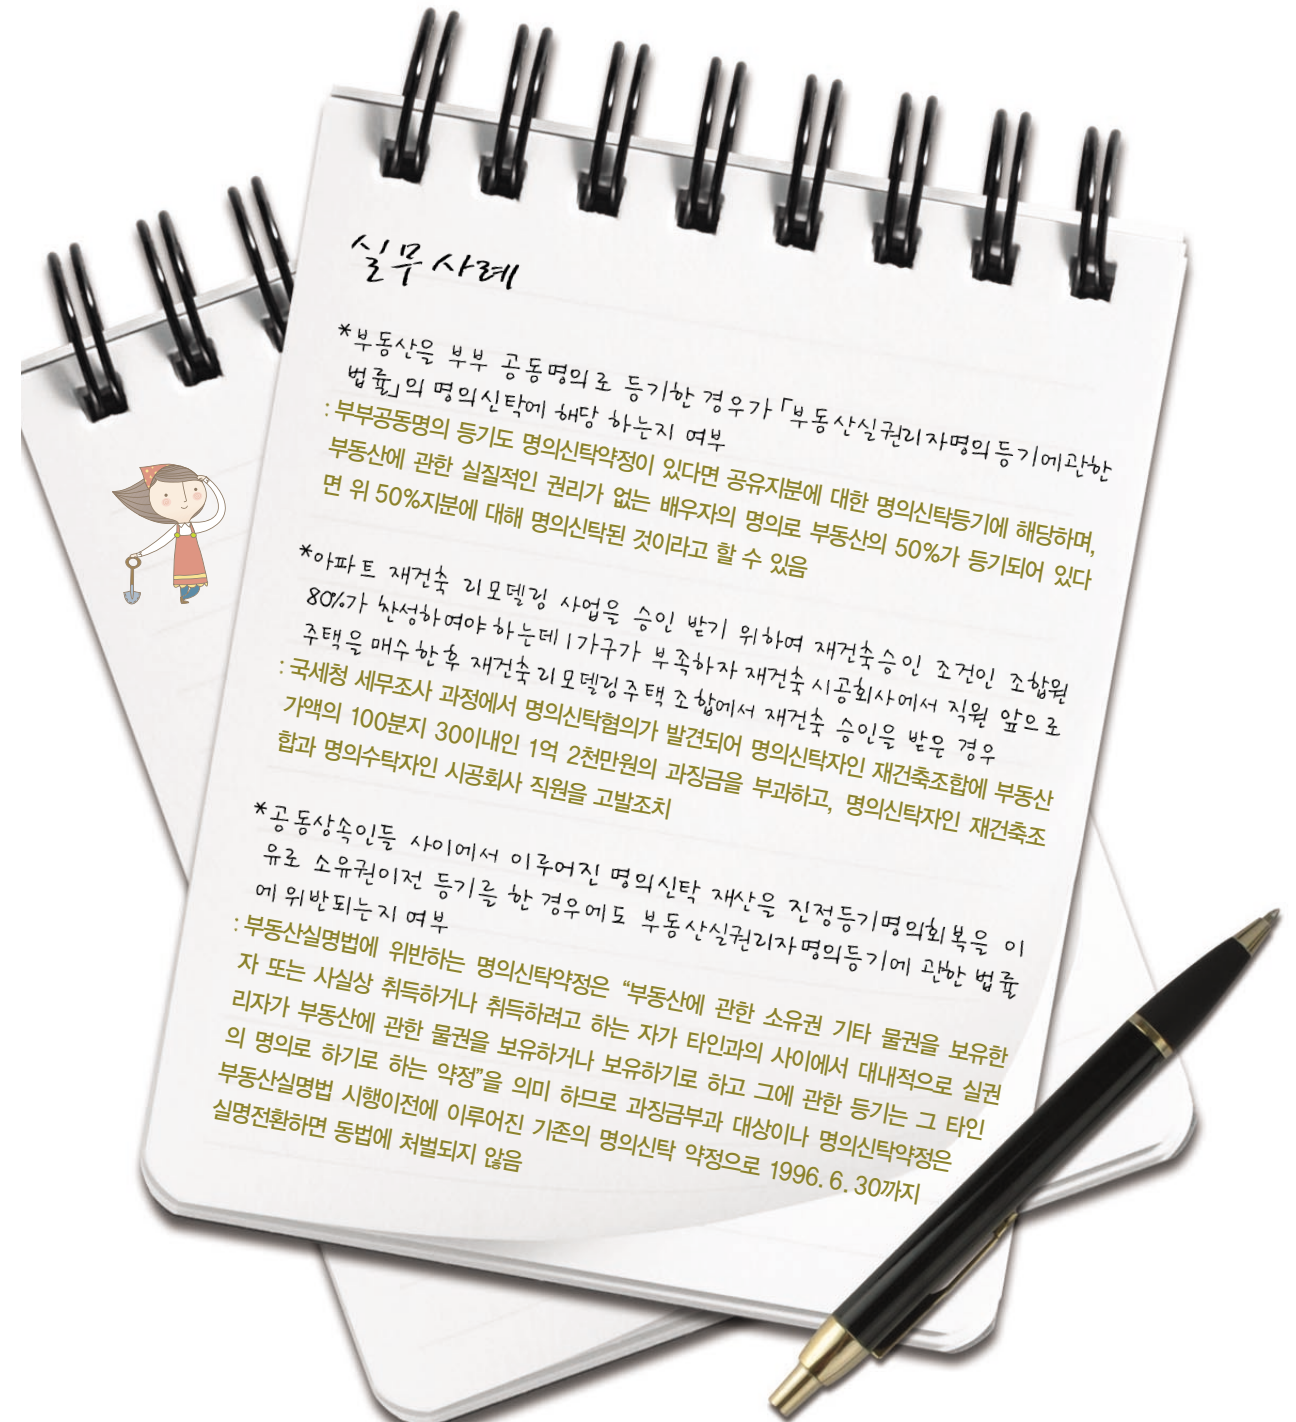 실무사례
*부동산을 부부 공동명의로 등기한 경우가 「부동산실권리자명의등기에관한
법률」의 명의신탁에 해당 하는지 여부
: 부부공동명의 등기도 명의신탁약정이 있다면 공유지분에 대한 명의신탁등기에 해당하며,
부동산에 관한 실질적인 권리가 없는 배우자의 명의로 부동산의 50%가 등기되어 있다
면 위 50%지분에 대해 명의신탁된 것이라고 할 수 있음
*아파트 재건축 리모델링 사업을 승인 받기 위하여 재건축승인 조건인 조합원
80%가 찬성하여야 하는데 1가구가 부족하자 재건축 시공회사에서 직원 앞으로
주택을 매수한후 재건축리모델링주택 조합에서 재건축 승인을 받은 경우
: 국세청 세무조사 과정에서 명의신탁혐의가 발견되어 명의신탁자인 재건축조합에 부동산
가액의 100분지 30이내인 1억 2천만원의 과징금을 부과하고, 명의신탁자인 재건축조
합과 명의수탁자인 시공회사 직원을 고발조치
*공동상속인들 사이에서 이루어진 명의신탁 재산을 진정등기명의회복을 이
유로 소유권이전 등기를 한 경우에도 부동산실권리자명의등기에 관한 법률
에 위반되는지 여부
: 부동산실명법에 위반하는 명의신탁약정은 “부동산에 관한 소유권 기타 물권을 보유한
자 또는 사실상 취득하거나 취득하려고 하는 자가 타인과의 사이에서 대내적으로 실권
리자가 부동산에 관한 물권을 보유하거나 보유하기로 하고 그에 관한 등기는 그 타인
의 명의로 하기로 하는 약정”을 의미 하므로 과징금부과 대상이나 명의신탁약정은
부동산실명법 시행이전에 이루어진 기존의 명의신탁 약정으로 1996. 6. 30까지
실명전환하면 동법에 처벌되지 않음